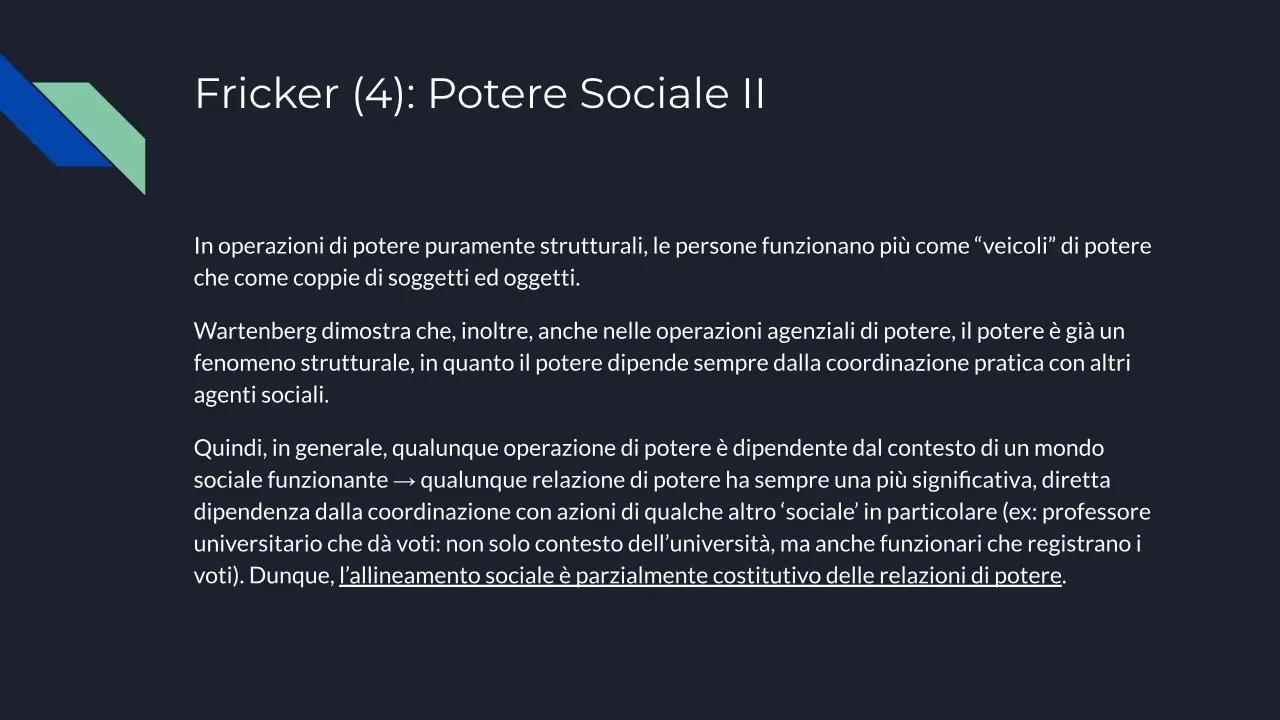 Fricker (4): Potere Sociale II
In operazioni di potere puramente strutturali, le persone funzionano più come “veicoli” di potere
che come coppie di soggetti ed oggetti.
Wartenberg dimostra che, inoltre, anche nelle operazioni agenziali di potere, il potere è già un
fenomeno strutturale, in quanto il potere dipende sempre dalla coordinazione pratica con altri
agenti sociali.
Quindi, in generale, qualunque operazione di potere è dipendente dal contesto di un mondo
sociale funzionante → qualunque relazione di potere ha sempre una più significativa, diretta
dipendenza dalla coordinazione con azioni di qualche altro ‘sociale’ in particolare (ex: professore
universitario che dà voti: non solo contesto dell’università, ma anche funzionari che registrano i
voti). Dunque, l’allineamento sociale è parzialmente costitutivo delle relazioni di potere.